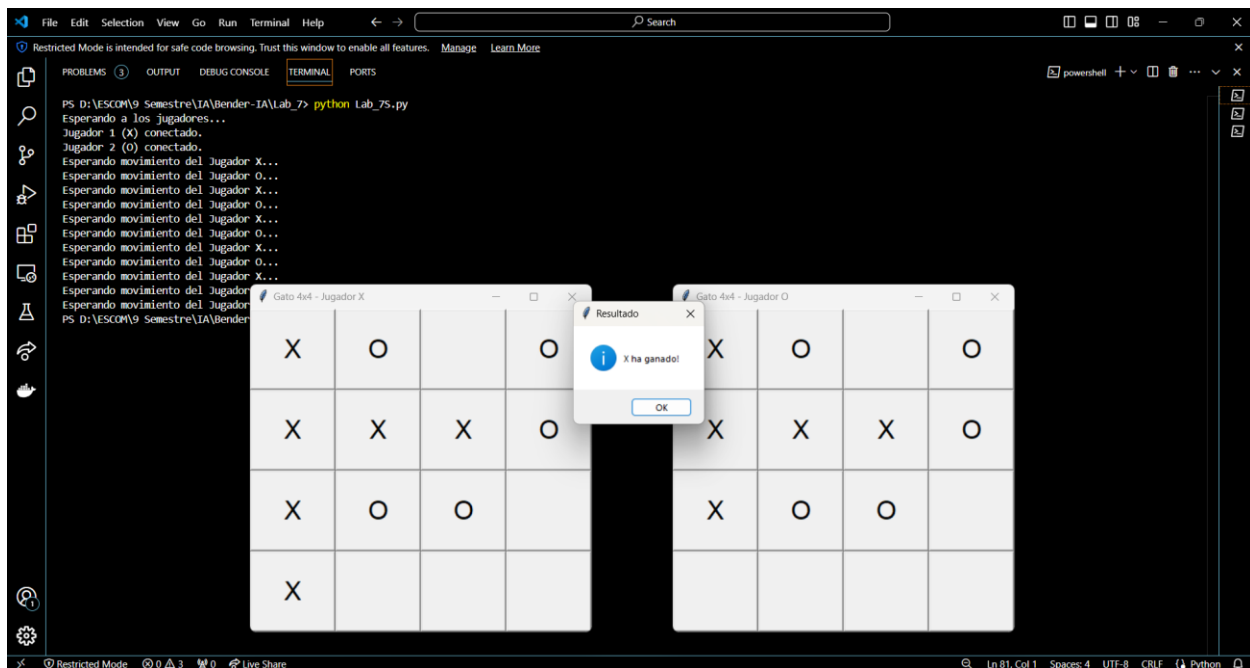 File Edit Selection View Go Run Terminal Help
Search
Restricted Mode is intended for safe code browsing. Trust this window to enable all features. Manage Learn More
PROBLEMS 3 OUTPUT DEBUG CONSOLE TERMINAL PORTS
powershell
PS D:\ESCOM\9 Semestre\IA\Bender-IA\Lab_7> python Lab_7S.py
Esperando a los jugadores...
Jugador 1 (X) conectado.
Jugador 2 (O) conectado.
Esperando movimiento del Jugador X...
Esperando movimiento del Jugador O...
Esperando movimiento del Jugador X...
Esperando movimiento del Jugador O...
Esperando movimiento del Jugador X...
Esperando movimiento del Jugador O...
Esperando movimiento del Jugador X...
Esperando movimiento del Jugador O...
Esperando movimiento del Jugador X...
Esperando movimiento del Jugador
Esperando movimiento del Jugador
PS D:\ESCOM\9 Semestre\IA\Bender
Gato 4x4 - Jugador X
X O O
X X X O
X O O
X
Resultado
X ha ganado!
OK
Gato 4x4 - Jugador O
X O O
X X X O
X O O
1
Restricted Mode 0 3 0 Live Share
Ln 81, Col 1 Spaces: 4 UTF-8 CRLF Python